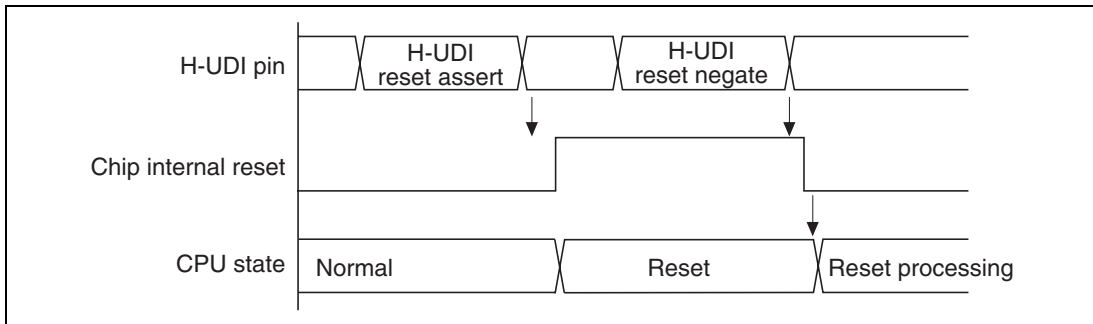 H-UDI pin
H-UDI
reset assert
H-UDI
reset negate
Chip internal reset
CPU state
Normal
Reset
Reset processing